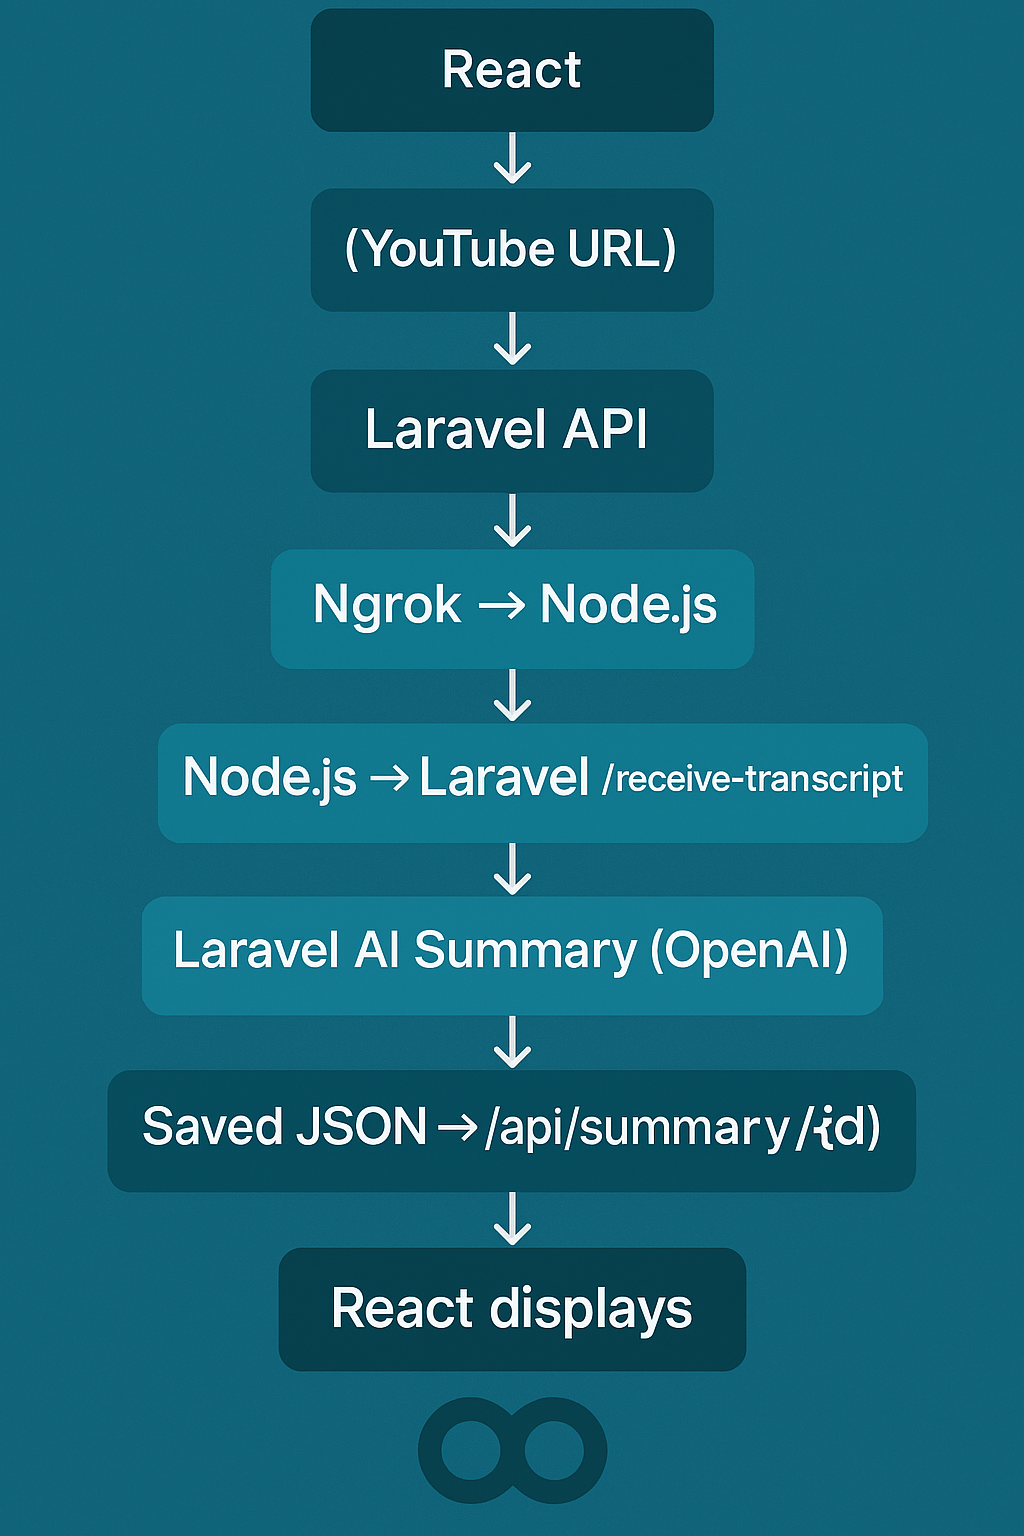 React
(YouTube URL)
Laravel API
Ngrok → Node.js
Node.js → Laravel /receive-transcript
Laravel AI Summary (OpenAI)
Saved JSON → /api/summary/{id)
React displays